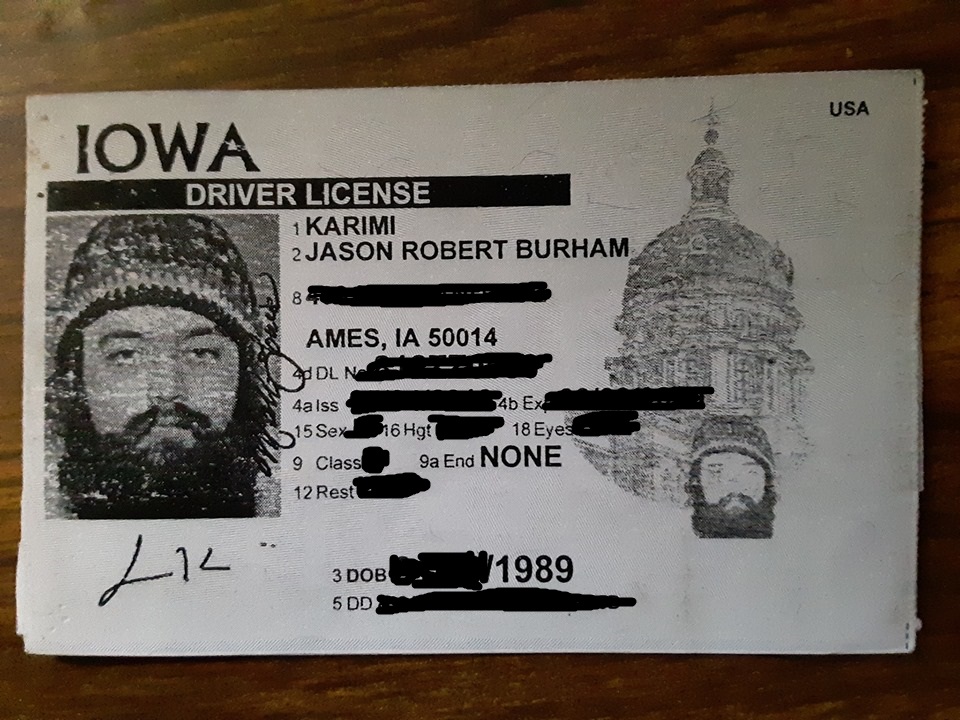 IOWA
USA
DRIVER LICENSE
1 KARIMI
2 JASON ROBERT BURHAM
8
AMES, IA 50014
4d DL No
4a Iss 4b Ex
15 Sex 16 Hgt 18 Eyes
9 Class 9a End NONE
12 Rest
3 DOB /1989
5 DD